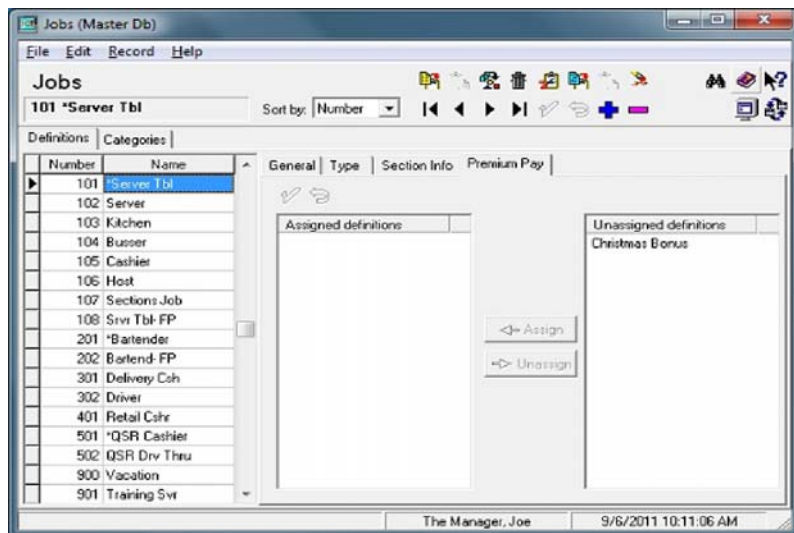 Jobs (Master Db)
File Edit Record Help
Jobs
101 *Server Tbl
Sort by: Number
Definitions Categories
Number Name
101 *Server Tbl
102 Server
103 Kitchen
104 Busser
105 Cashier
106 Host
107 Sections Job
108 Srvr Tbl- FP
201 *Bartender
202 Bartend- FP
301 Delivery Csh
302 Driver
401 Retail Cshr
501 *QSR Cashier
502 QSR Drv Thru
900 Vacation
901 Training Svr
General Type Section Info Premium Pay
Assigned definitions
Assign
Unassign
Unassigned definitions
Christmas Bonus
The Manager, Joe 9/6/2011 10:11:06 AM